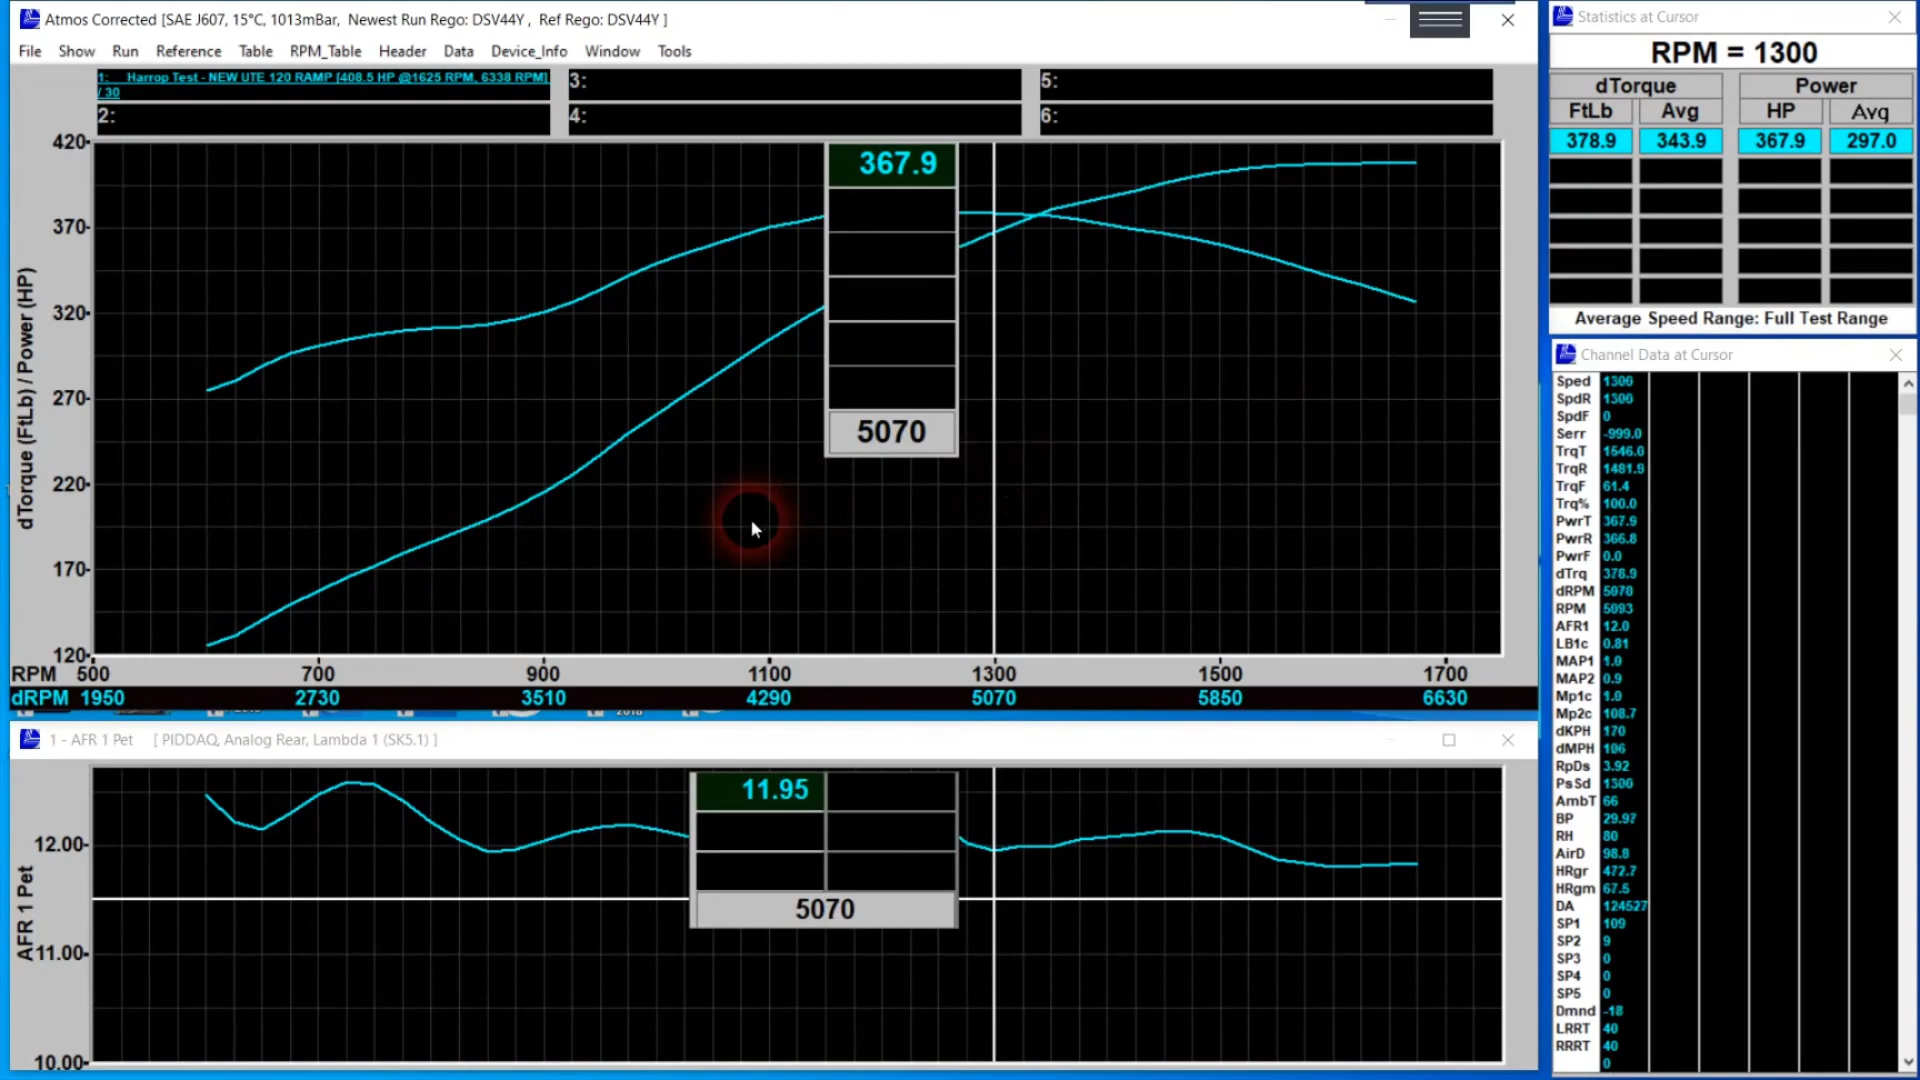 Atmos Corrected [SAE J607, 15°C, 1013mBar,  Newest Run Rego: DSV44Y ,  Ref Rego: DSV44Y ]
File Show Run Reference Table RPM_Table Header Data Device_Info Window Tools
1: Harrop Test - NEW UTE 120 RAMP [408.5 HP @1625 RPM, 6338 RPM] / 30
2:
3:
4:
5:
6:
dTorque (FtLb) / Power (HP)
420
370
320
270
220
170
120
367.9
5070
RPM 500 700 900 1100 1300 1500 1700
dRPM 1950 2730 3510 4290 5070 5850 6630
1 - AFR 1 Pet [ PIDDAQ, Analog Rear, Lambda 1 (SK5.1) ]
AFR 1 Pet
12.00
11.00
10.00
11.95
5070
Statistics at Cursor
RPM = 1300
dTorque Power
FtLb Avg HP Avg
378.9 343.9 367.9 297.0
Average Speed Range: Full Test Range
Channel Data at Cursor
Sped 1300
SpdR 1300
SpdF 0
Serr -999.0
TrqT 1546.0
TrqR 1481.9
TrqF 61.4
Trq% 100.0
PwrT 367.9
PwrR 366.8
PwrF 0.0
dTrq 378.9
dRPM 5070
RPM 5093
AFR1 12.0
LB1c 0.81
MAP1 1.0
MAP2 0.9
Mp1c 1.0
Mp2c 108.7
dKPH 170
dMPH 106
RpDs 3.92
PsSd 1300
AmbT 66
BP 29.97
RH 80
AirD 98.8
HRgr 472.7
HRgm 67.5
DA 124527
SP1 109
SP2 9
SP3 0
SP4 0
SP5 0
Dmnd -18
LRRT 40
RRRT 40
0